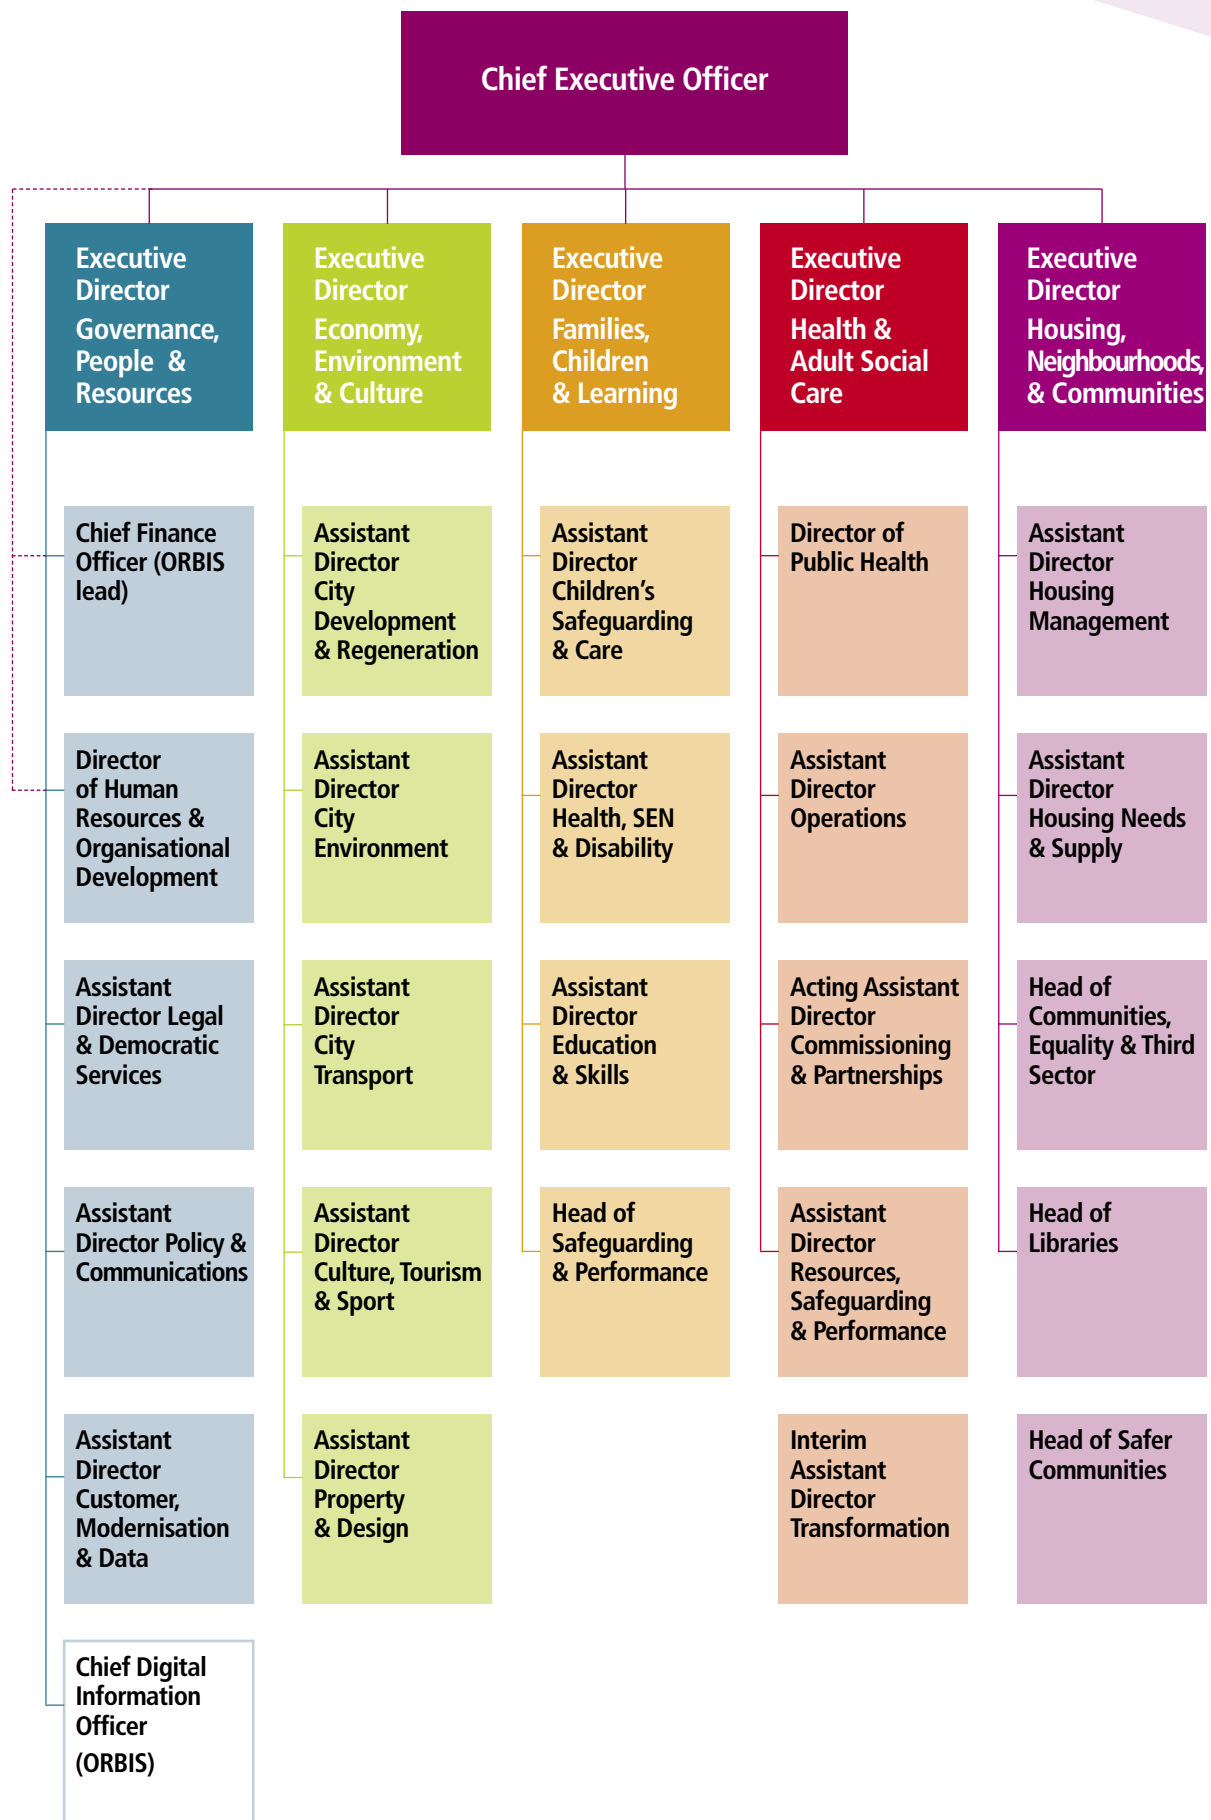 Chief Executive Officer
Executive
Director
Governance,
People & 
Resources
Executive
Director
Economy,
Environment
& Culture
Executive
Director
Families,
Children
& Learning
Executive
Director
Health &
Adult Social
Care
Executive
Director
Housing,
Neighbourhoods,
& Communities
Chief Finance
Officer (ORBIS
lead)
Assistant
Director
City
Development
& Regeneration
Assistant
Director
Children’s
Safeguarding
& Care
Director of
Public Health
Assistant
Director
Housing
Management
Director
of Human
Resources &
Organisational
Development
Assistant
Director
City
Environment
Assistant
Director
Health, SEN
& Disability
Assistant
Director
Operations
Assistant
Director
Housing Needs
& Supply
Assistant
Director Legal
& Democratic
Services
Assistant
Director
City
Transport
Assistant
Director
Education
& Skills
Acting Assistant
Director
Commissioning
& Partnerships
Head of
Communities,
Equality & Third
Sector
Assistant
Director Policy &
Communications
Assistant
Director
Culture, Tourism
& Sport
Head of
Safeguarding
& Performance
Assistant
Director
Resources,
Safeguarding
& Performance
Head of
Libraries
Assistant
Director
Customer,
Modernisation
& Data
Assistant
Director
Property
& Design
Interim
Assistant
Director
Transformation
Head of Safer
Communities
Chief Digital
Information
Officer
(ORBIS)